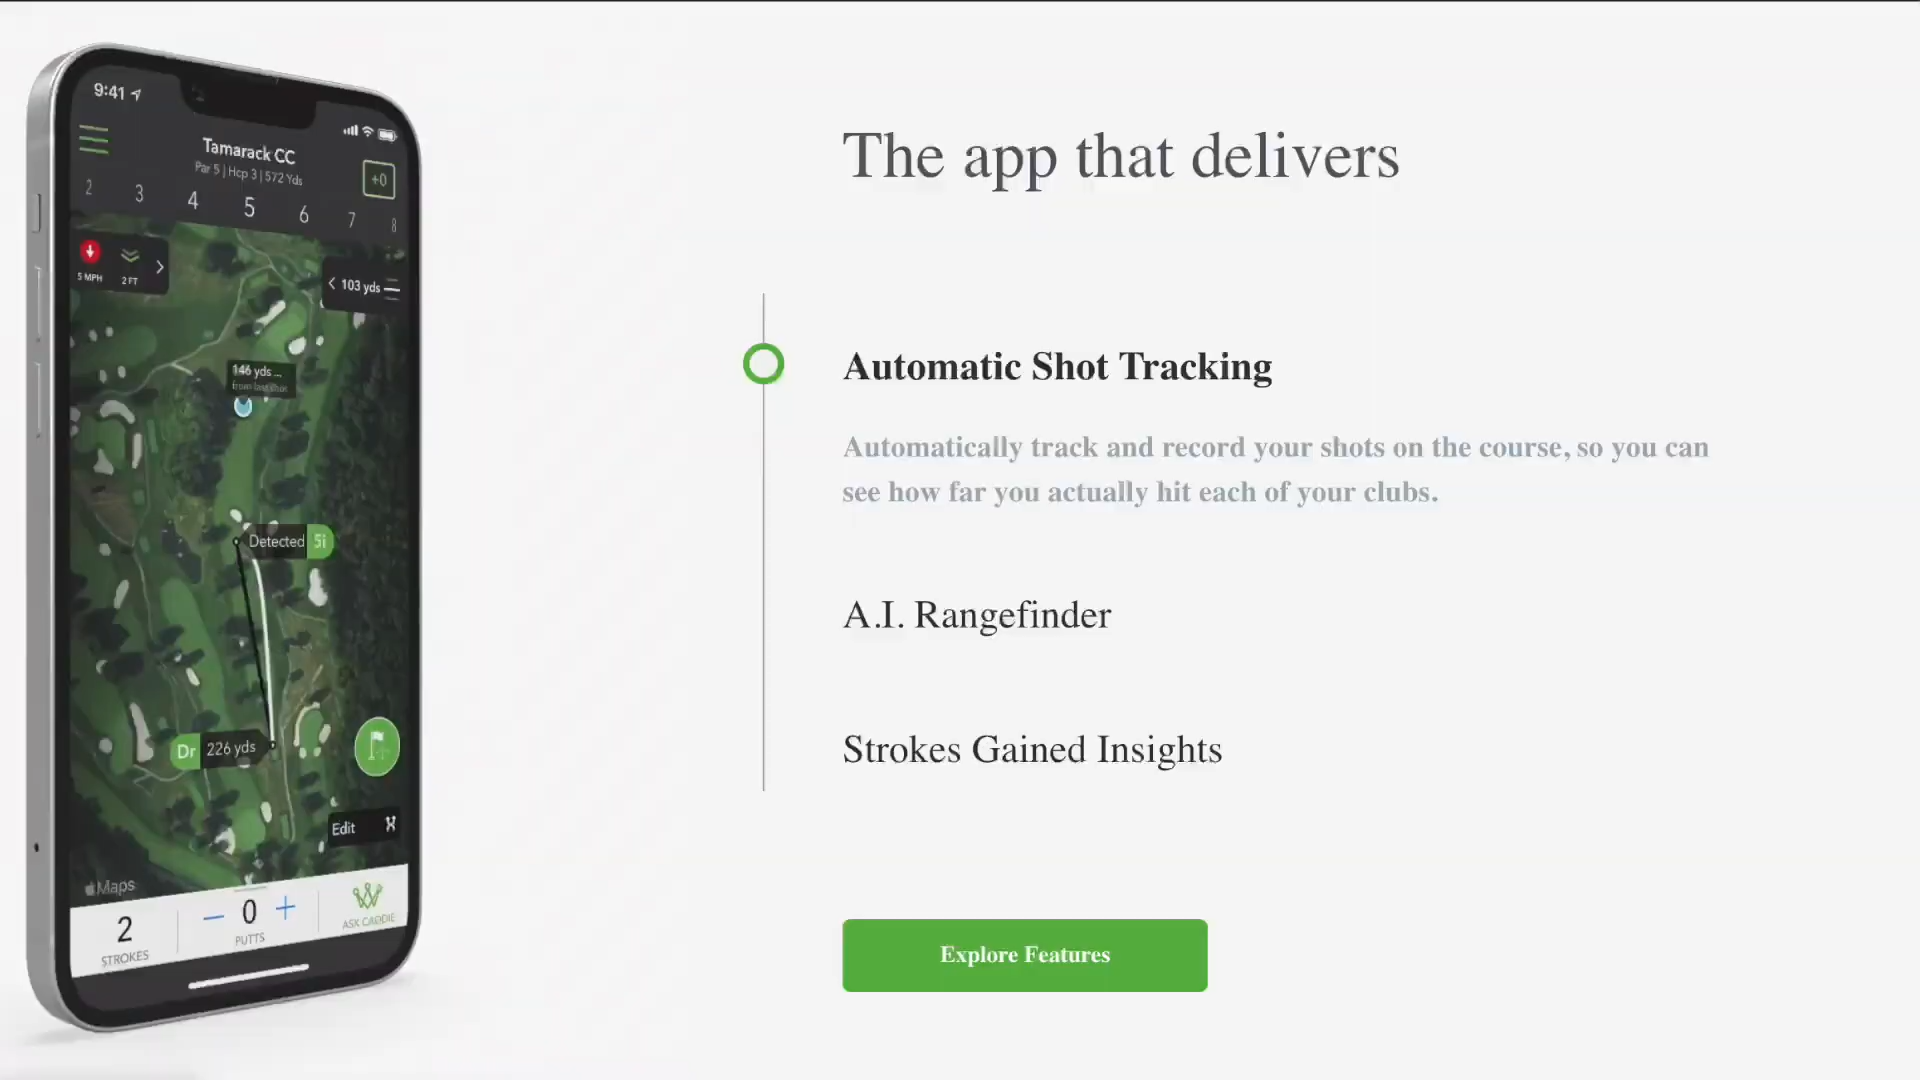 9:41
Tamarack CC
Par 5 | Hcp 3 | 572 Yds
+0
2 3 4 5 6 7 8
5 MPH
2 FT
103 yds
146 yds ...
from last shot
Detected 5i
Dr 226 yds
Edit
Maps
2
STROKES
0
PUTTS
ASK CADDIE
The app that delivers
Automatic Shot Tracking
Automatically track and record your shots on the course, so you can
see how far you actually hit each of your clubs.
A.I. Rangefinder
Strokes Gained Insights
Explore Features